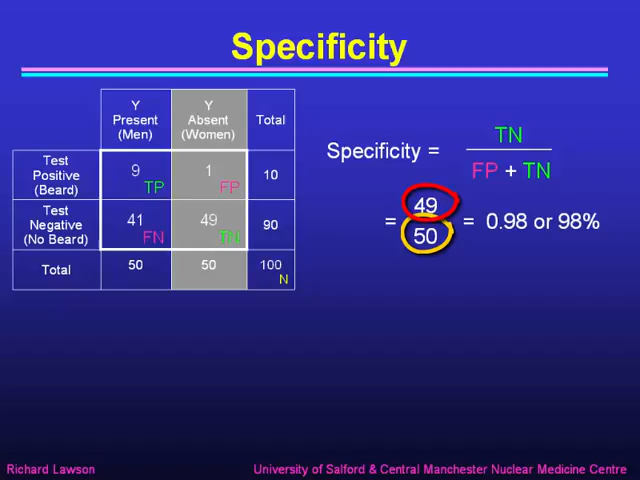 Specificity
Y Present (Men)
Y Absent (Women)
Total
Test Positive (Beard)
9 TP
1 FP
10
Test Negative (No Beard)
41 FN
49 TN
90
Total
50
50
100 N
Specificity = TN
FP + TN
= 49
50
= 0.98 or 98%
Richard Lawson
University of Salford & Central Manchester Nuclear Medicine Centre